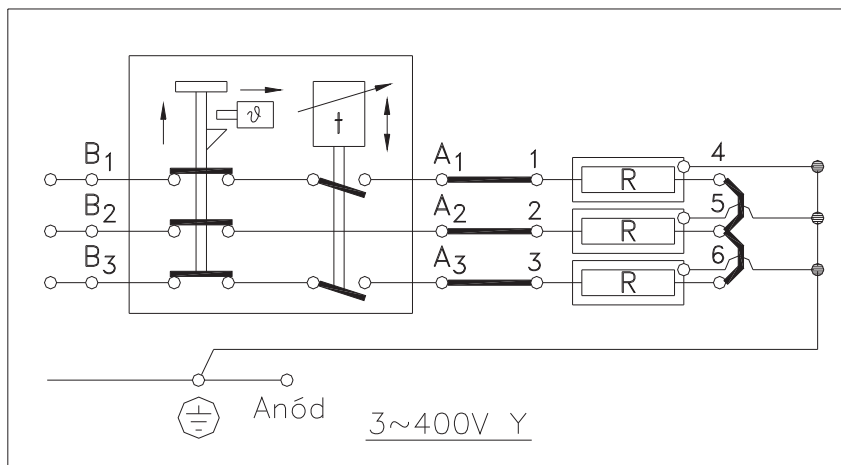 ϑ
t
B1 A1 1 R 4
B2 A2 2 R 5
B3 A3 3 R 6
Anód
3~400V Y